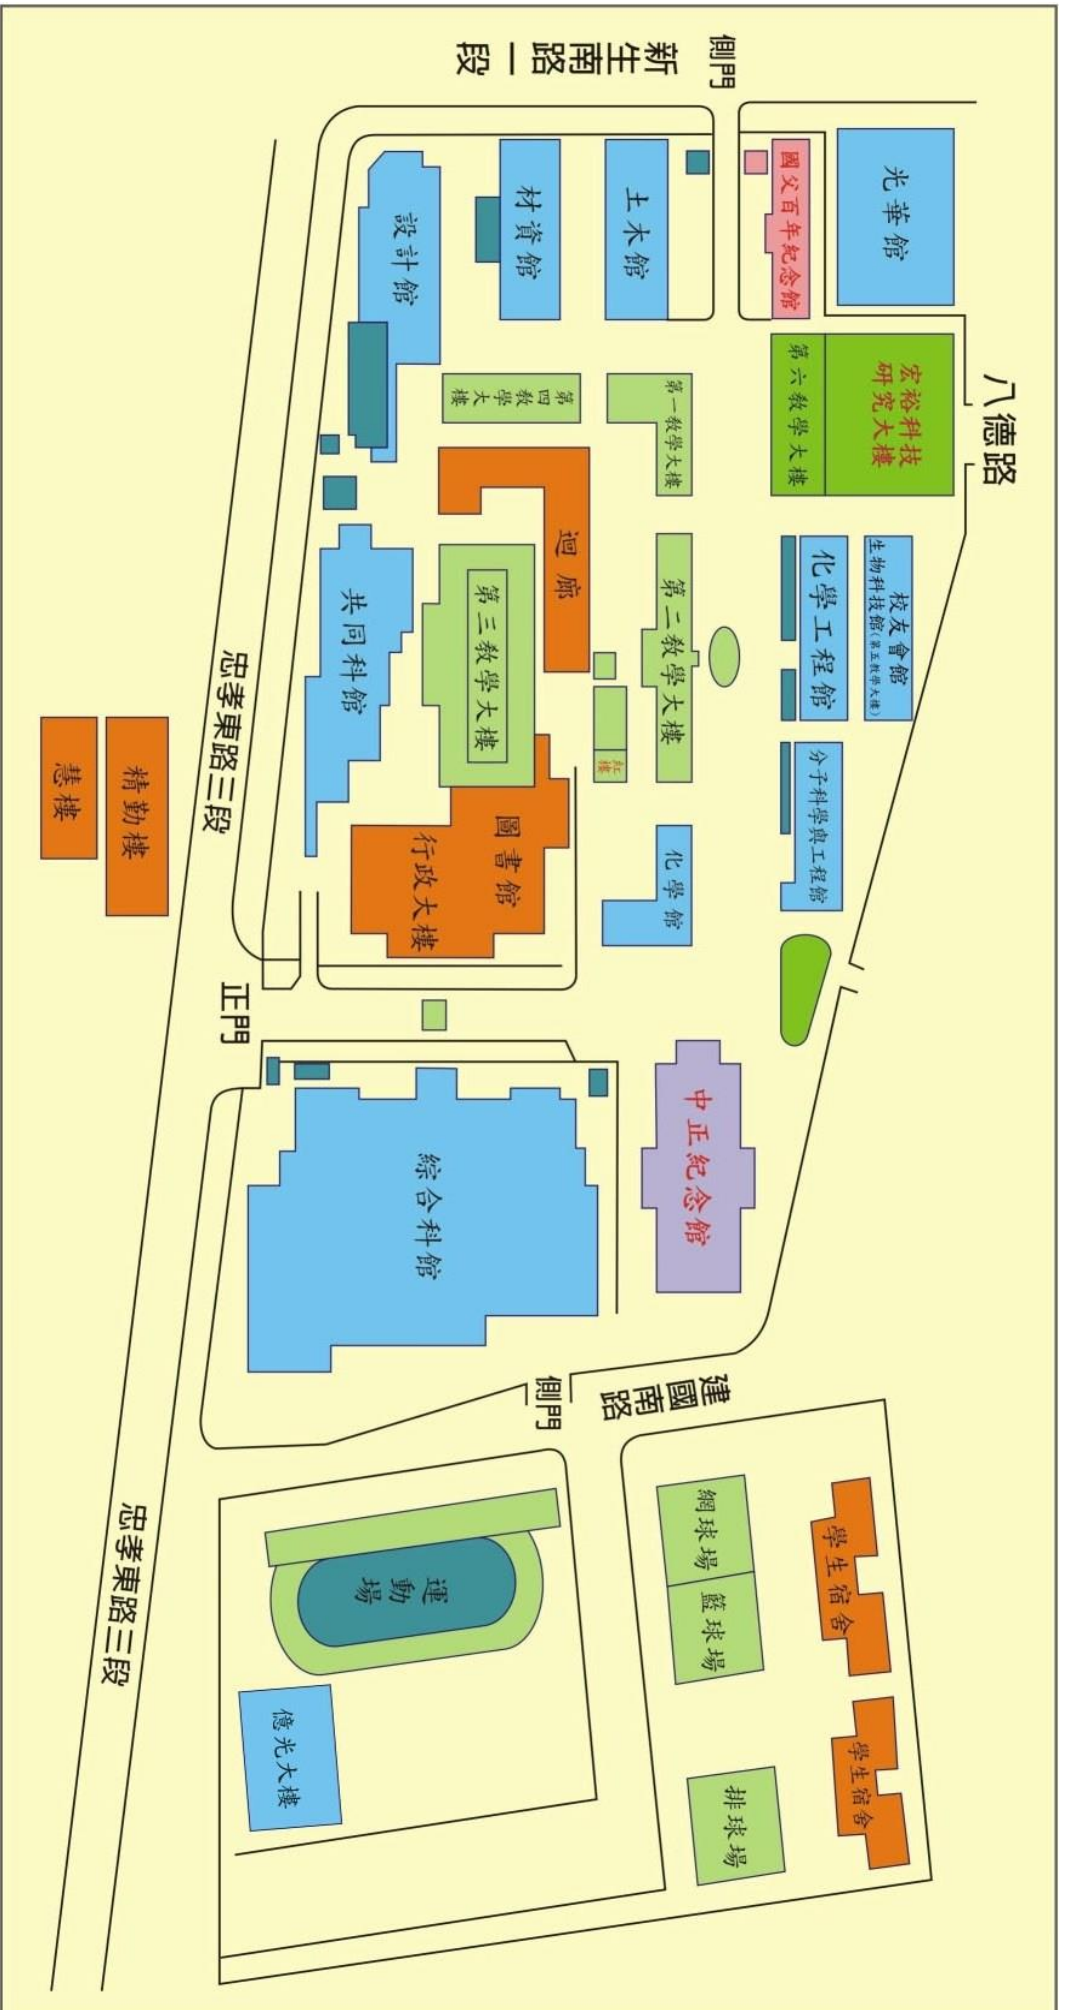 新生南路一段
側門
光華館
國父百年紀念館
土木館
材資館
設計館
八德路
宏裕科技
研究大樓
第六教學大樓
第一教學大樓
第四教學大樓
迴廊
校友會館
生物科技館(第五教學大樓)
化學工程館
第二教學大樓
第三教學大樓
共同科館
紅樓
分子科學與工程館
化學館
圖書館
行政大樓
忠孝東路三段
精勤樓
慧樓
正門
中正紀念館
綜合科館
側門
建國南路
網球場
籃球場
學生宿舍
學生宿舍
運動場
排球場
億光大樓
忠孝東路三段